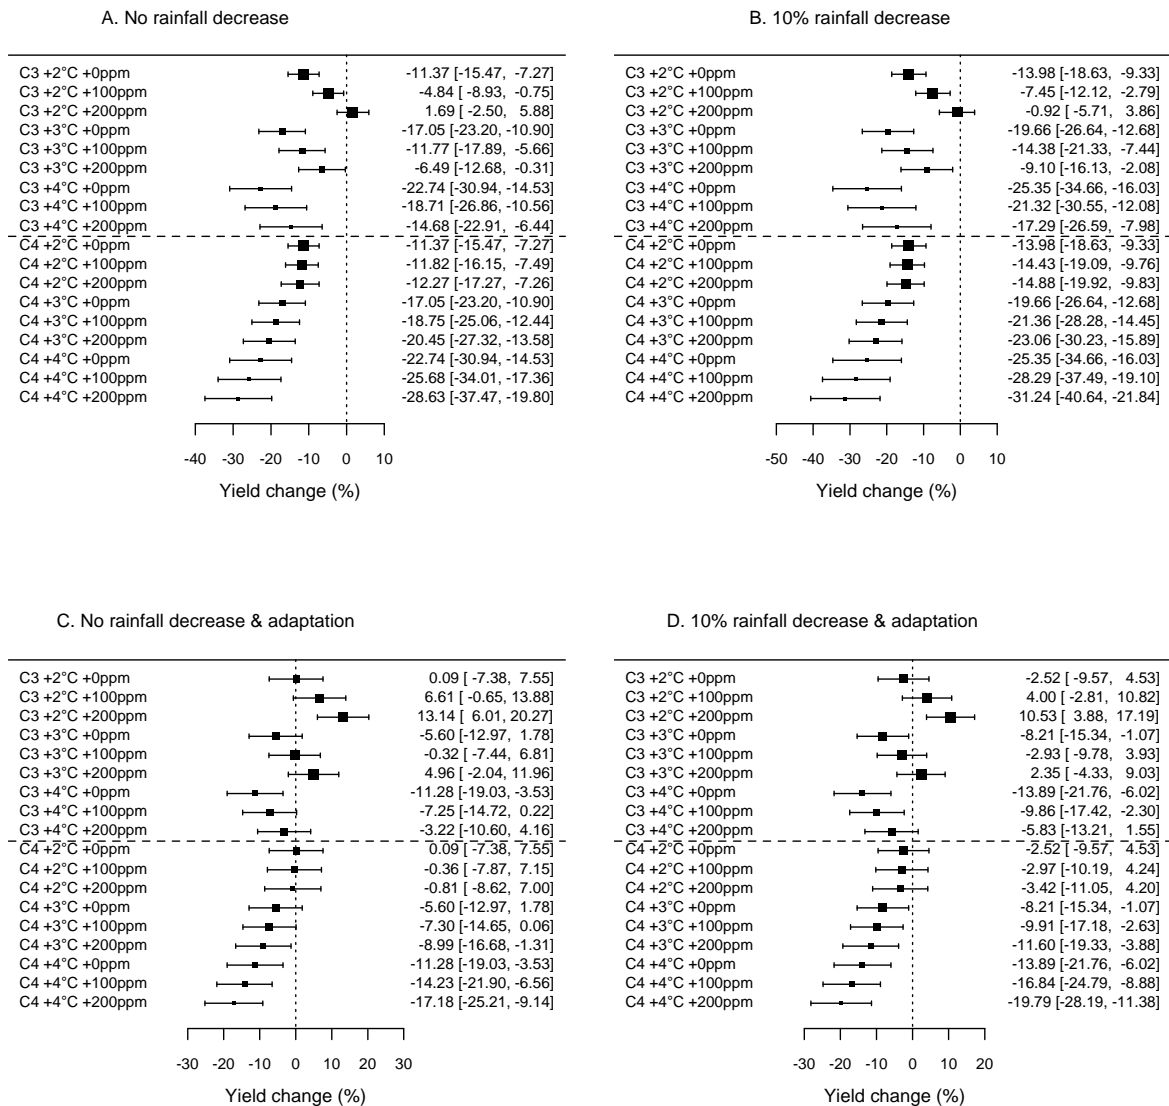 A. No rainfall decrease
C3 +2°C +0ppm -11.37 [-15.47, -7.27]
C3 +2°C +100ppm -4.84 [ -8.93, -0.75]
C3 +2°C +200ppm 1.69 [ -2.50, 5.88]
C3 +3°C +0ppm -17.05 [-23.20, -10.90]
C3 +3°C +100ppm -11.77 [-17.89, -5.66]
C3 +3°C +200ppm -6.49 [-12.68, -0.31]
C3 +4°C +0ppm -22.74 [-30.94, -14.53]
C3 +4°C +100ppm -18.71 [-26.86, -10.56]
C3 +4°C +200ppm -14.68 [-22.91, -6.44]
C4 +2°C +0ppm -11.37 [-15.47, -7.27]
C4 +2°C +100ppm -11.82 [-16.15, -7.49]
C4 +2°C +200ppm -12.27 [-17.27, -7.26]
C4 +3°C +0ppm -17.05 [-23.20, -10.90]
C4 +3°C +100ppm -18.75 [-25.06, -12.44]
C4 +3°C +200ppm -20.45 [-27.32, -13.58]
C4 +4°C +0ppm -22.74 [-30.94, -14.53]
C4 +4°C +100ppm -25.68 [-34.01, -17.36]
C4 +4°C +200ppm -28.63 [-37.47, -19.80]
-40 -30 -20 -10 0 10
Yield change (%)
B. 10% rainfall decrease
C3 +2°C +0ppm -13.98 [-18.63, -9.33]
C3 +2°C +100ppm -7.45 [-12.12, -2.79]
C3 +2°C +200ppm -0.92 [ -5.71, 3.86]
C3 +3°C +0ppm -19.66 [-26.64, -12.68]
C3 +3°C +100ppm -14.38 [-21.33, -7.44]
C3 +3°C +200ppm -9.10 [-16.13, -2.08]
C3 +4°C +0ppm -25.35 [-34.66, -16.03]
C3 +4°C +100ppm -21.32 [-30.55, -12.08]
C3 +4°C +200ppm -17.29 [-26.59, -7.98]
C4 +2°C +0ppm -13.98 [-18.63, -9.33]
C4 +2°C +100ppm -14.43 [-19.09, -9.76]
C4 +2°C +200ppm -14.88 [-19.92, -9.83]
C4 +3°C +0ppm -19.66 [-26.64, -12.68]
C4 +3°C +100ppm -21.36 [-28.28, -14.45]
C4 +3°C +200ppm -23.06 [-30.23, -15.89]
C4 +4°C +0ppm -25.35 [-34.66, -16.03]
C4 +4°C +100ppm -28.29 [-37.49, -19.10]
C4 +4°C +200ppm -31.24 [-40.64, -21.84]
-50 -40 -30 -20 -10 0 10
Yield change (%)
C. No rainfall decrease & adaptation
C3 +2°C +0ppm 0.09 [ -7.38, 7.55]
C3 +2°C +100ppm 6.61 [ -0.65, 13.88]
C3 +2°C +200ppm 13.14 [ 6.01, 20.27]
C3 +3°C +0ppm -5.60 [-12.97, 1.78]
C3 +3°C +100ppm -0.32 [ -7.44, 6.81]
C3 +3°C +200ppm 4.96 [ -2.04, 11.96]
C3 +4°C +0ppm -11.28 [-19.03, -3.53]
C3 +4°C +100ppm -7.25 [-14.72, 0.22]
C3 +4°C +200ppm -3.22 [-10.60, 4.16]
C4 +2°C +0ppm 0.09 [ -7.38, 7.55]
C4 +2°C +100ppm -0.36 [ -7.87, 7.15]
C4 +2°C +200ppm -0.81 [ -8.62, 7.00]
C4 +3°C +0ppm -5.60 [-12.97, 1.78]
C4 +3°C +100ppm -7.30 [-14.65, 0.06]
C4 +3°C +200ppm -8.99 [-16.68, -1.31]
C4 +4°C +0ppm -11.28 [-19.03, -3.53]
C4 +4°C +100ppm -14.23 [-21.90, -6.56]
C4 +4°C +200ppm -17.18 [-25.21, -9.14]
-30 -20 -10 0 10 20 30
Yield change (%)
D. 10% rainfall decrease & adaptation
C3 +2°C +0ppm -2.52 [ -9.57, 4.53]
C3 +2°C +100ppm 4.00 [ -2.81, 10.82]
C3 +2°C +200ppm 10.53 [ 3.88, 17.19]
C3 +3°C +0ppm -8.21 [-15.34, -1.07]
C3 +3°C +100ppm -2.93 [ -9.78, 3.93]
C3 +3°C +200ppm 2.35 [ -4.33, 9.03]
C3 +4°C +0ppm -13.89 [-21.76, -6.02]
C3 +4°C +100ppm -9.86 [-17.42, -2.30]
C3 +4°C +200ppm -5.83 [-13.21, 1.55]
C4 +2°C +0ppm -2.52 [ -9.57, 4.53]
C4 +2°C +100ppm -2.97 [-10.19, 4.24]
C4 +2°C +200ppm -3.42 [-11.05, 4.20]
C4 +3°C +0ppm -8.21 [-15.34, -1.07]
C4 +3°C +100ppm -9.91 [-17.18, -2.63]
C4 +3°C +200ppm -11.60 [-19.33, -3.88]
C4 +4°C +0ppm -13.89 [-21.76, -6.02]
C4 +4°C +100ppm -16.84 [-24.79, -8.88]
C4 +4°C +200ppm -19.79 [-28.19, -11.38]
-30 -20 -10 0 10 20
Yield change (%)